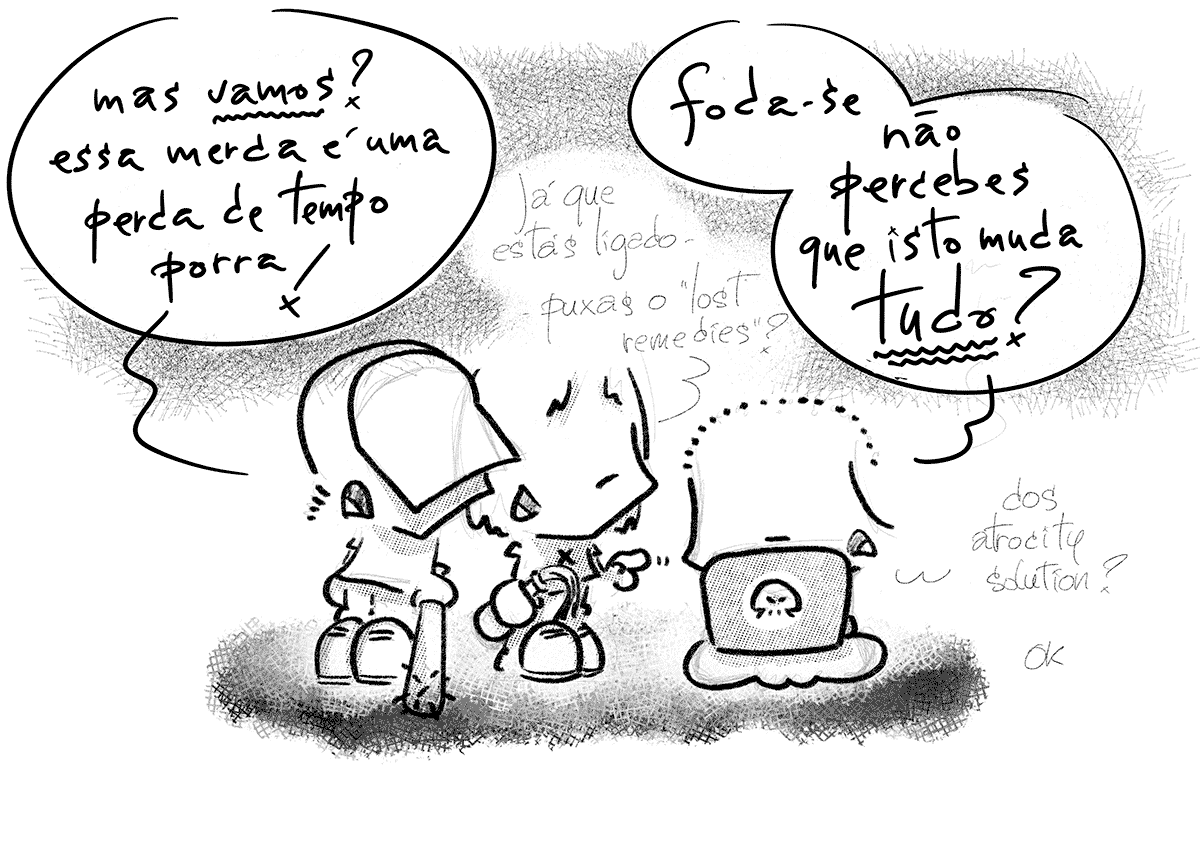 mas vamos?
essa merda é uma
perda de tempo
porra!
foda-se
não
percebes
que isto muda
tudo?
Já que
estás ligado-
- puxas o "lost
remedies"?
dos
atrocity
solution?
ok